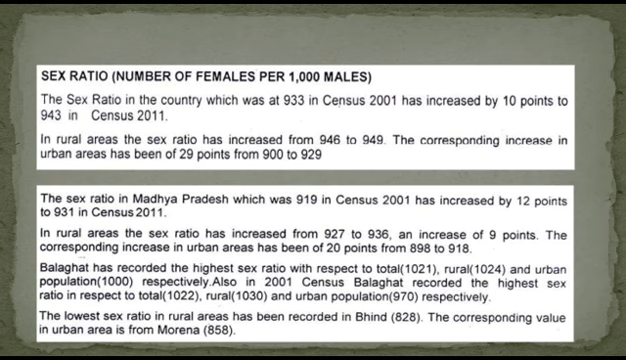 SEX RATIO (NUMBER OF FEMALES PER 1,000 MALES)
The Sex Ratio in the country which was at 933 in Census 2001 has increased by 10 points to
943 in Census 2011.
In rural areas the sex ratio has increased from 946 to 949. The corresponding increase in
urban areas has been of 29 points from 900 to 929
The sex ratio in Madhya Pradesh which was 919 in Census 2001 has increased by 12 points
to 931 in Census 2011.
In rural areas the sex ratio has increased from 927 to 936, an increase of 9 points. The
corresponding increase in urban areas has been of 20 points from 898 to 918.
Balaghat has recorded the highest sex ratio with respect to total(1021), rural(1024) and urban
population(1000) respectively.Also in 2001 Census Balaghat recorded the highest sex
ratio in respect to total(1022), rural(1030) and urban population(970) respectively.
The lowest sex ratio in rural areas has been recorded in Bhind (828). The corresponding value
in urban area is from Morena (858).